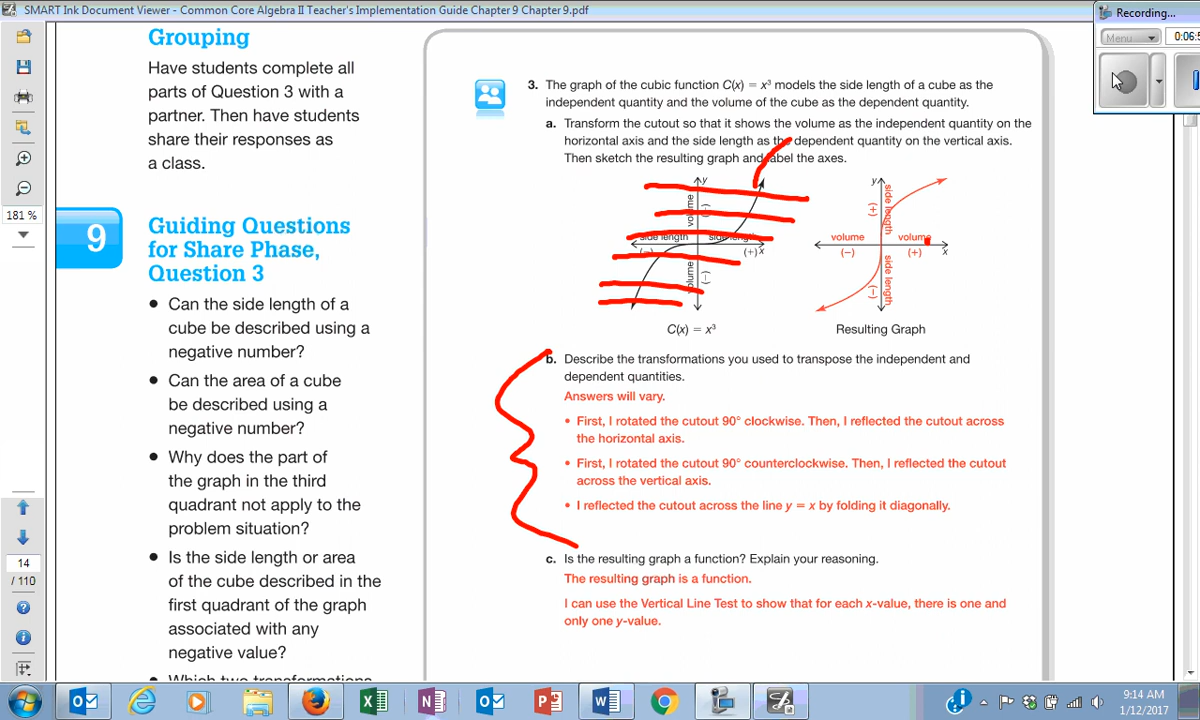 SMART Ink Document Viewer - Common Core Algebra II Teacher's Implementation Guide Chapter 9 Chapter 9.pdf
Recording...
Menu
0:06:5
181 %
14
/ 110
Grouping
Have students complete all
parts of Question 3 with a
partner. Then have students
share their responses as
a class.
9
Guiding Questions
for Share Phase,
Question 3
• Can the side length of a
cube be described using a
negative number?
• Can the area of a cube
be described using a
negative number?
• Why does the part of
the graph in the third
quadrant not apply to the
problem situation?
• Is the side length or area
of the cube described in the
first quadrant of the graph
associated with any
negative value?
• Which two transformations
3. The graph of the cubic function C(x) = x³ models the side length of a cube as the
independent quantity and the volume of the cube as the dependent quantity.
a. Transform the cutout so that it shows the volume as the independent quantity on the
horizontal axis and the side length as the dependent quantity on the vertical axis.
Then sketch the resulting graph and label the axes.
y
volume
side length
side length
(+) x
volume
(−)
C(x) = x³
y
side length
(+)
volume
volume
(−)
(+)
x
side length
(−)
Resulting Graph
b. Describe the transformations you used to transpose the independent and
dependent quantities.
Answers will vary.
• First, I rotated the cutout 90° clockwise. Then, I reflected the cutout across
the horizontal axis.
• First, I rotated the cutout 90° counterclockwise. Then, I reflected the cutout
across the vertical axis.
• I reflected the cutout across the line y = x by folding it diagonally.
c. Is the resulting graph a function? Explain your reasoning.
The resulting graph is a function.
I can use the Vertical Line Test to show that for each x-value, there is one and
only one y-value.
9:14 AM
1/12/2017